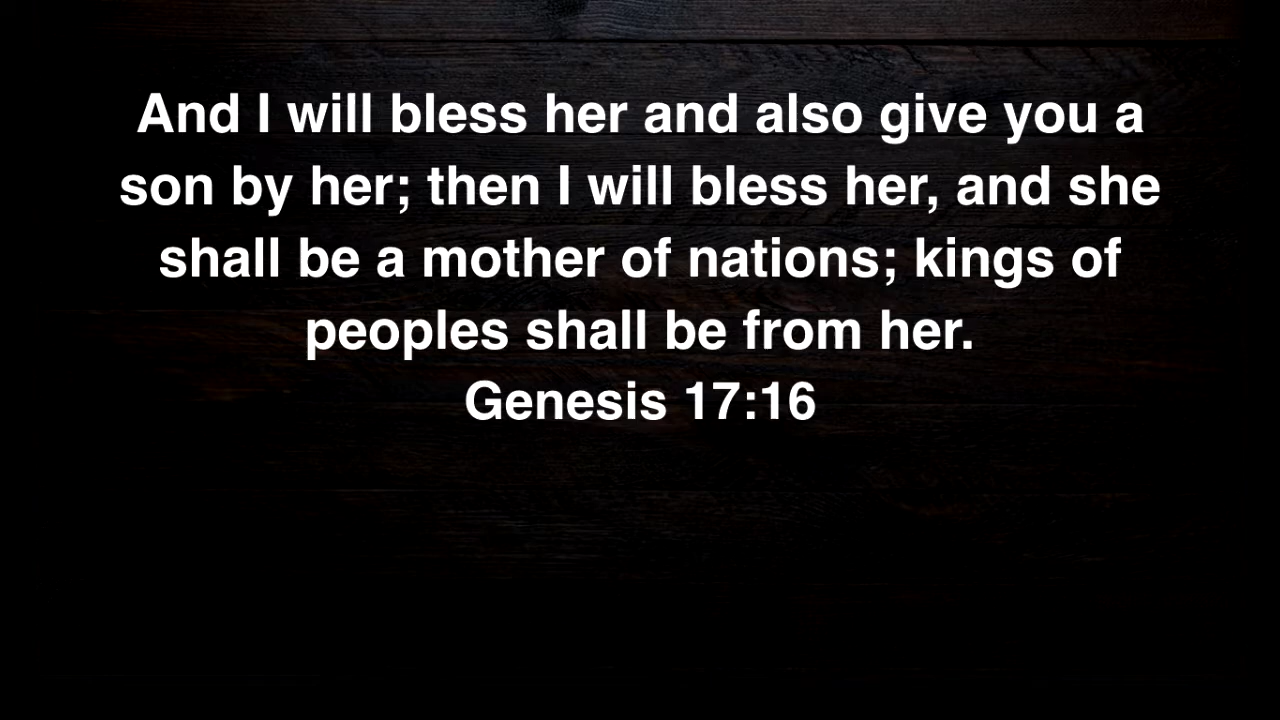 And I will bless her and also give you a
son by her; then I will bless her, and she
shall be a mother of nations; kings of
peoples shall be from her.
Genesis 17:16